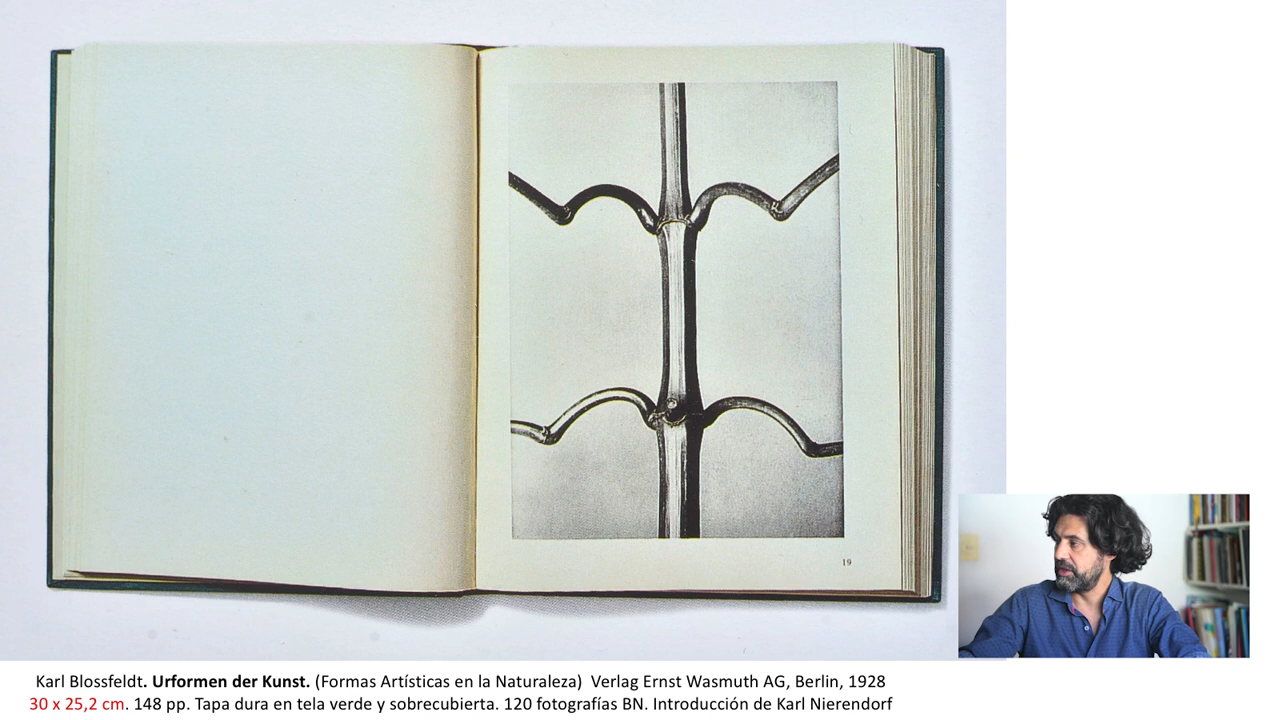 19
Karl Blossfeldt. Urformen der Kunst. (Formas Artísticas en la Naturaleza) Verlag Ernst Wasmuth AG, Berlin, 1928
30 x 25,2 cm. 148 pp. Tapa dura en tela verde y sobrecubierta. 120 fotografías BN. Introducción de Karl Nierendorf